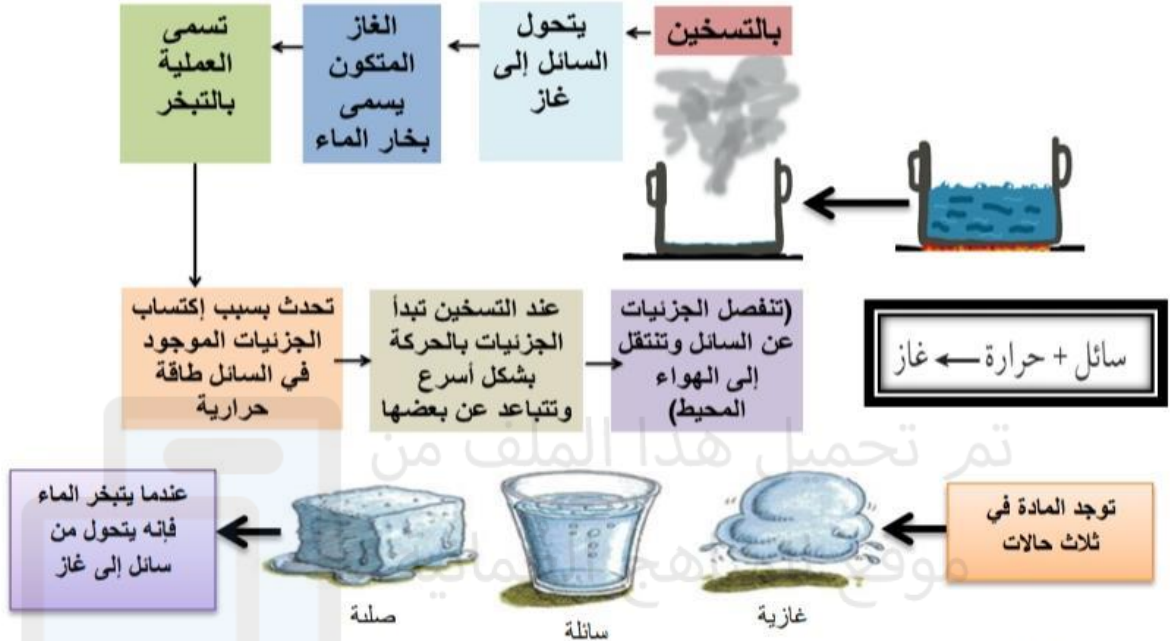 بالتسخين
يتحول
السائل إلى
غاز
الغاز
المتكون
يسمى
بخار الماء
تسمى
العملية
بالتبخر
تحدث بسبب إكتساب
الجزئيات الموجود
في السائل طاقة
حرارية
عند التسخين تبدأ
الجزئيات بالحركة
بشكل أسرع
وتتباعد عن بعضها
(تنفصل الجزئيات
عن السائل وتنتقل
إلى الهواء
المحيط)
سائل + حرارة ← غاز
تم تحميل هذا الملف من
موقع المناهج العمانية
توجد المادة في
ثلاث حالات
غازية
سائلة
صلبة
عندما يتبخر الماء
فإنه يتحول من
سائل إلى غاز